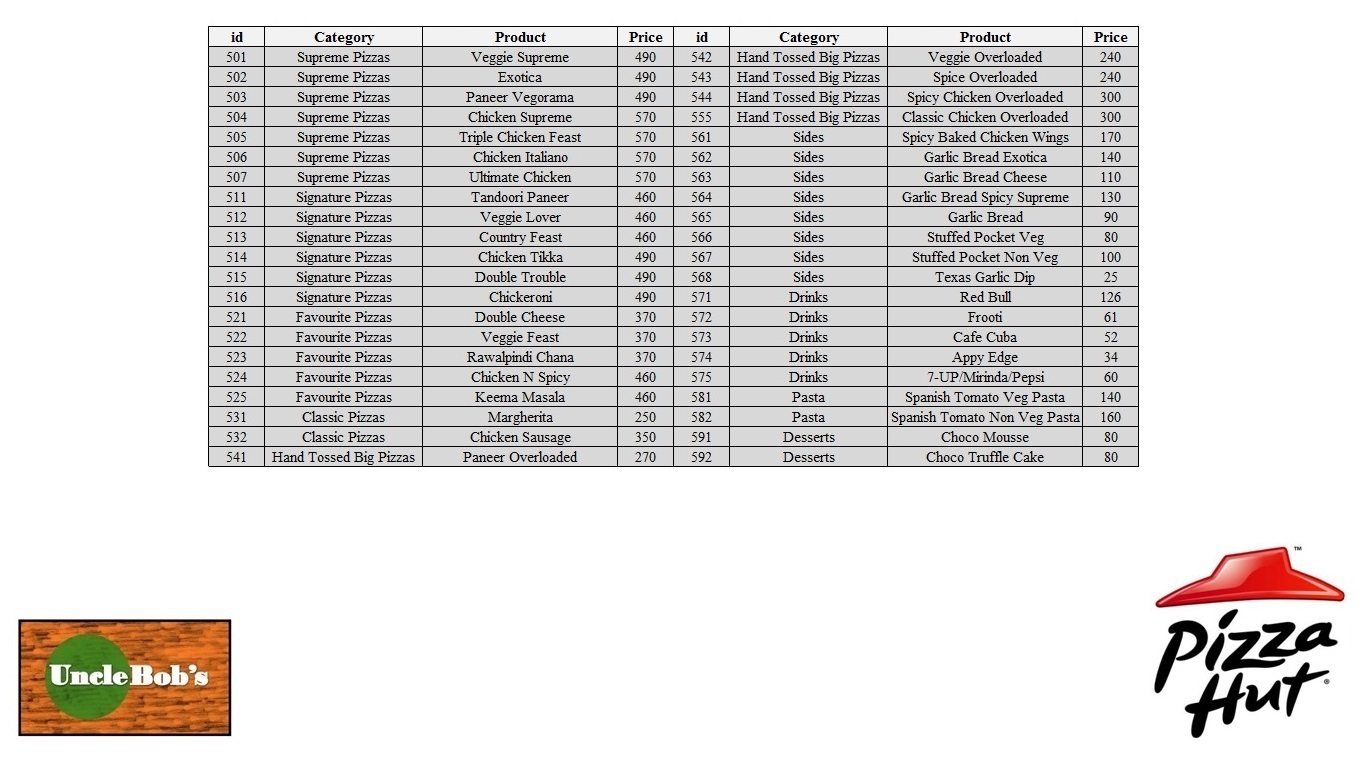 id Category Product Price id Category Product Price
501 Supreme Pizzas Veggie Supreme 490 542 Hand Tossed Big Pizzas Veggie Overloaded 240
502 Supreme Pizzas Exotica 490 543 Hand Tossed Big Pizzas Spice Overloaded 240
503 Supreme Pizzas Paneer Vegorama 490 544 Hand Tossed Big Pizzas Spicy Chicken Overloaded 300
504 Supreme Pizzas Chicken Supreme 570 555 Hand Tossed Big Pizzas Classic Chicken Overloaded 300
505 Supreme Pizzas Triple Chicken Feast 570 561 Sides Spicy Baked Chicken Wings 170
506 Supreme Pizzas Chicken Italiano 570 562 Sides Garlic Bread Exotica 140
507 Supreme Pizzas Ultimate Chicken 570 563 Sides Garlic Bread Cheese 110
511 Signature Pizzas Tandoori Paneer 460 564 Sides Garlic Bread Spicy Supreme 130
512 Signature Pizzas Veggie Lover 460 565 Sides Garlic Bread 90
513 Signature Pizzas Country Feast 460 566 Sides Stuffed Pocket Veg 80
514 Signature Pizzas Chicken Tikka 490 567 Sides Stuffed Pocket Non Veg 100
515 Signature Pizzas Double Trouble 490 568 Sides Texas Garlic Dip 25
516 Signature Pizzas Chickeroni 490 571 Drinks Red Bull 126
521 Favourite Pizzas Double Cheese 370 572 Drinks Frooti 61
522 Favourite Pizzas Veggie Feast 370 573 Drinks Cafe Cuba 52
523 Favourite Pizzas Rawalpindi Chana 370 574 Drinks Appy Edge 34
524 Favourite Pizzas Chicken N Spicy 460 575 Drinks 7-UP/Mirinda/Pepsi 60
525 Favourite Pizzas Keema Masala 460 581 Pasta Spanish Tomato Veg Pasta 140
531 Classic Pizzas Margherita 250 582 Pasta Spanish Tomato Non Veg Pasta 160
532 Classic Pizzas Chicken Sausage 350 591 Desserts Choco Mousse 80
541 Hand Tossed Big Pizzas Paneer Overloaded 270 592 Desserts Choco Truffle Cake 80
Uncle Bob's
™
Pizza
Hut®